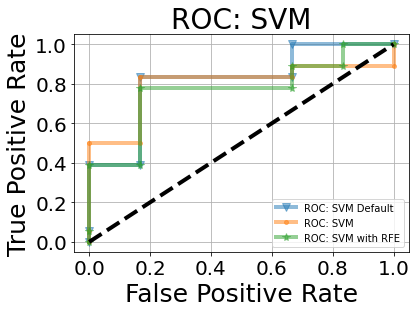 ROC: SVM
True Positive Rate
1.0
0.8
0.6
0.4
0.2
0.0
ROC: SVM Default
ROC: SVM
ROC: SVM with RFE
0.0 0.2 0.4 0.6 0.8 1.0
False Positive Rate